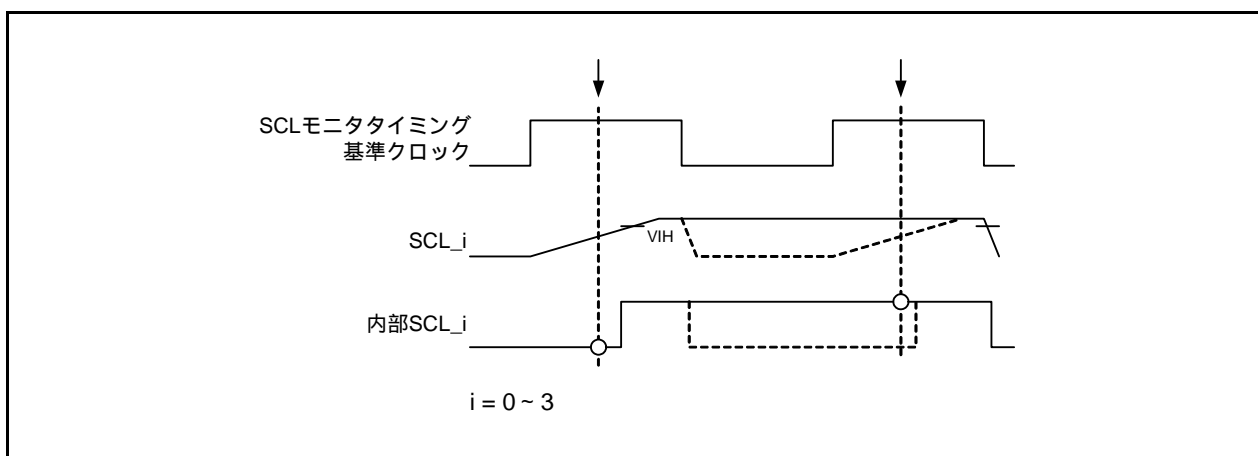 SCLモニタタイミング
基準クロック
SCL_i
VIH
内部SCL_i
i = 0 ~ 3